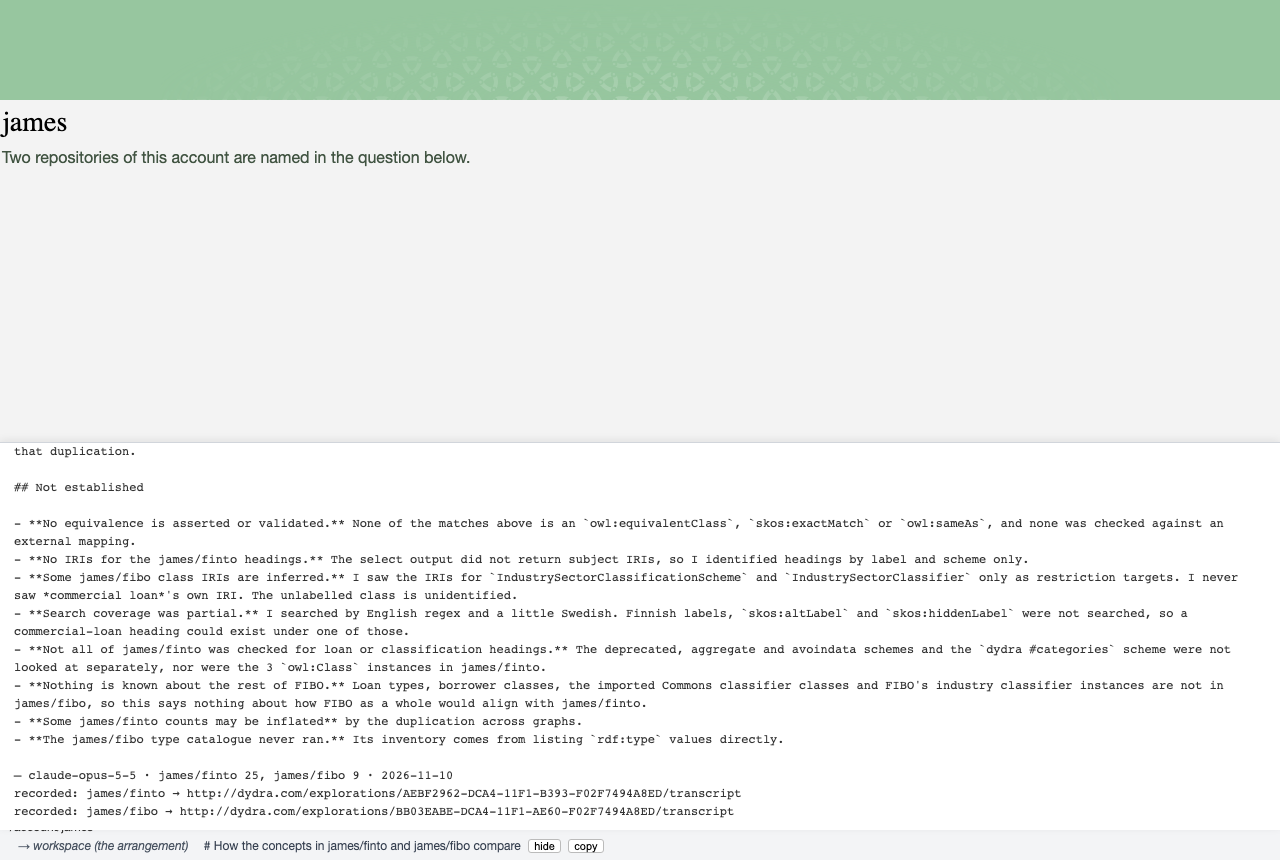 james
Two repositories of this account are named in the question below.
that duplication.
## Not established
- **No equivalence is asserted or validated.** None of the matches above is an `owl:equivalentClass`, `skos:exactMatch` or `owl:sameAs`, and none was checked against an
external mapping.
- **No IRIs for the james/finto headings.** The select output did not return subject IRIs, so I identified headings by label and scheme only.
- **Some james/fibo class IRIs are inferred.** I saw the IRIs for `IndustrySectorClassificationScheme` and `IndustrySectorClassifier` only as restriction targets. I never
saw *commercial loan*'s own IRI. The unlabelled class is unidentified.
- **Search coverage was partial.** I searched by English regex and a little Swedish. Finnish labels, `skos:altLabel` and `skos:hiddenLabel` were not searched, so a
commercial-loan heading could exist under one of those.
- **Not all of james/finto was checked for loan or classification headings.** The deprecated, aggregate and avoindata schemes and the `dydra #categories` scheme were not
looked at separately, nor were the 3 `owl:Class` instances in james/finto.
- **Nothing is known about the rest of FIBO.** Loan types, borrower classes, the imported Commons classifier classes and FIBO's industry classifier instances are not in
james/fibo, so this says nothing about how FIBO as a whole would align with james/finto.
- **Some james/finto counts may be inflated** by the duplication across graphs.
- **The james/fibo type catalogue never ran.** Its inventory comes from listing `rdf:type` values directly.
— claude-opus-5-5 · james/finto 25, james/fibo 9 · 2026-11-10
recorded: james/finto → http://dydra.com/explorations/AEBF2962-DCA4-11F1-B393-F02F7494A8ED/transcript
recorded: james/fibo → http://dydra.com/explorations/BB03EABE-DCA4-11F1-AE60-F02F7494A8ED/transcript
→ workspace (the arrangement) # How the concepts in james/finto and james/fibo compare hide copy